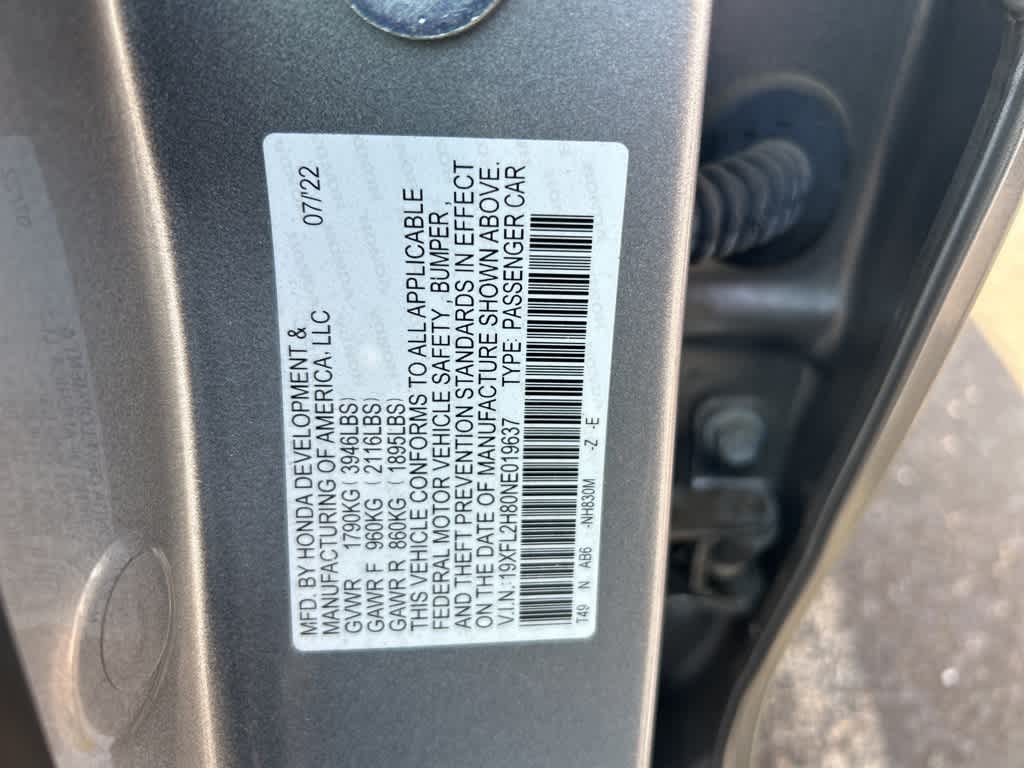 MFD. BY HONDA DEVELOPMENT &
MANUFACTURING OF AMERICA. LLC 07/22
GVWR 1790KG (3946LBS)
GAWR F 960KG (2116LBS)
GAWR R 860KG (1895LBS)
THIS VEHICLE CONFORMS TO ALL APPLICABLE
FEDERAL MOTOR VEHICLE SAFETY, BUMPER,
AND THEFT PREVENTION STANDARDS IN EFFECT
ON THE DATE OF MANUFACTURE SHOWN ABOVE.
V.I.N.: 19XFL2H80NE019637 TYPE: PASSENGER CAR
T49 N AB6 -NH830M -Z -E